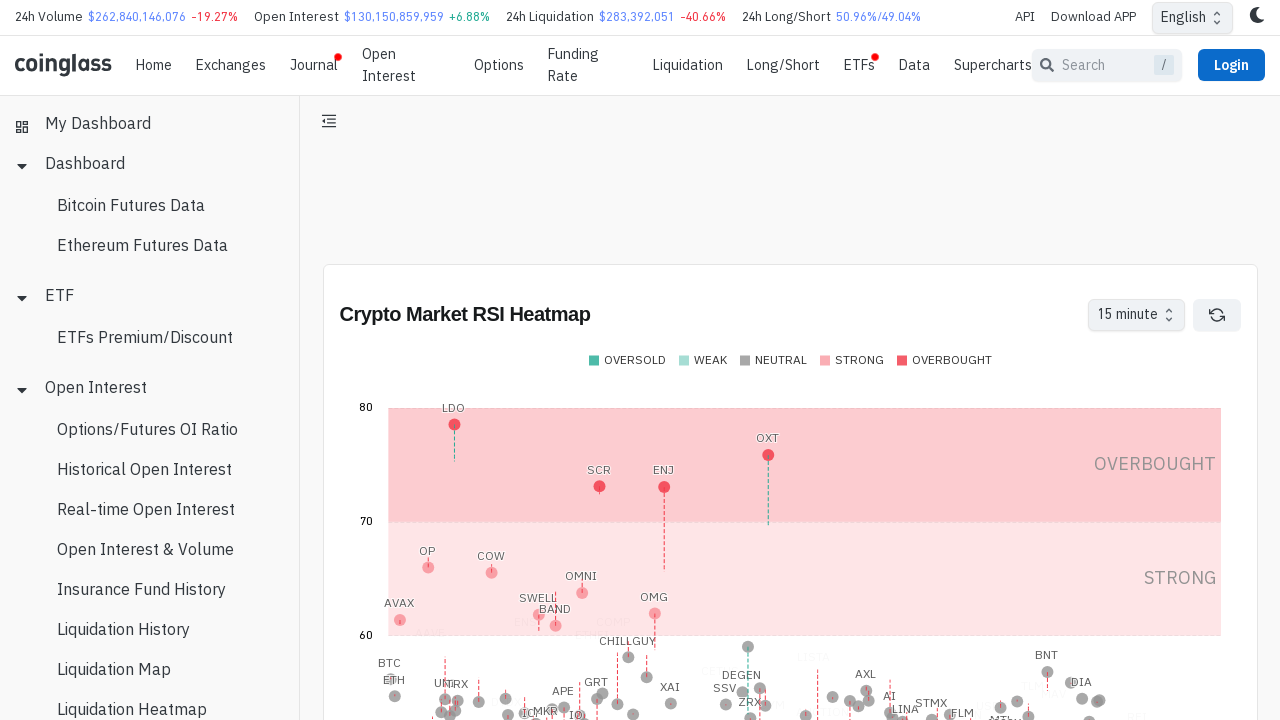 24h Volume $262,840,146,076 -19.27% Open Interest $130,150,859,959 +6.88% 24h Liquidation $283,392,051 -40.66% 24h Long/Short 50.96%/49.04% API Download APP English
coinglass Home Exchanges Journal Open Interest Options Funding Rate Liquidation Long/Short ETFs Data Supercharts Search / Login
My Dashboard
Dashboard
Bitcoin Futures Data
Ethereum Futures Data
ETF
ETFs Premium/Discount
Open Interest
Options/Futures OI Ratio
Historical Open Interest
Real-time Open Interest
Open Interest & Volume
Insurance Fund History
Liquidation History
Liquidation Map
Liquidation Heatmap
Crypto Market RSI Heatmap 15 minute
OVERSOLD WEAK NEUTRAL STRONG OVERBOUGHT
80
LDO
OXT
OVERBOUGHT
SCR ENJ
70
OP COW
OMNI STRONG
AVAX SWELL OMG
BAND
60
CHILLGUY
BTC BNT
ETH DEGEN AXL
TRX GRT XAI SSV DIA
APE AI
ZRX STMX
MKR LINA FLM
IQ